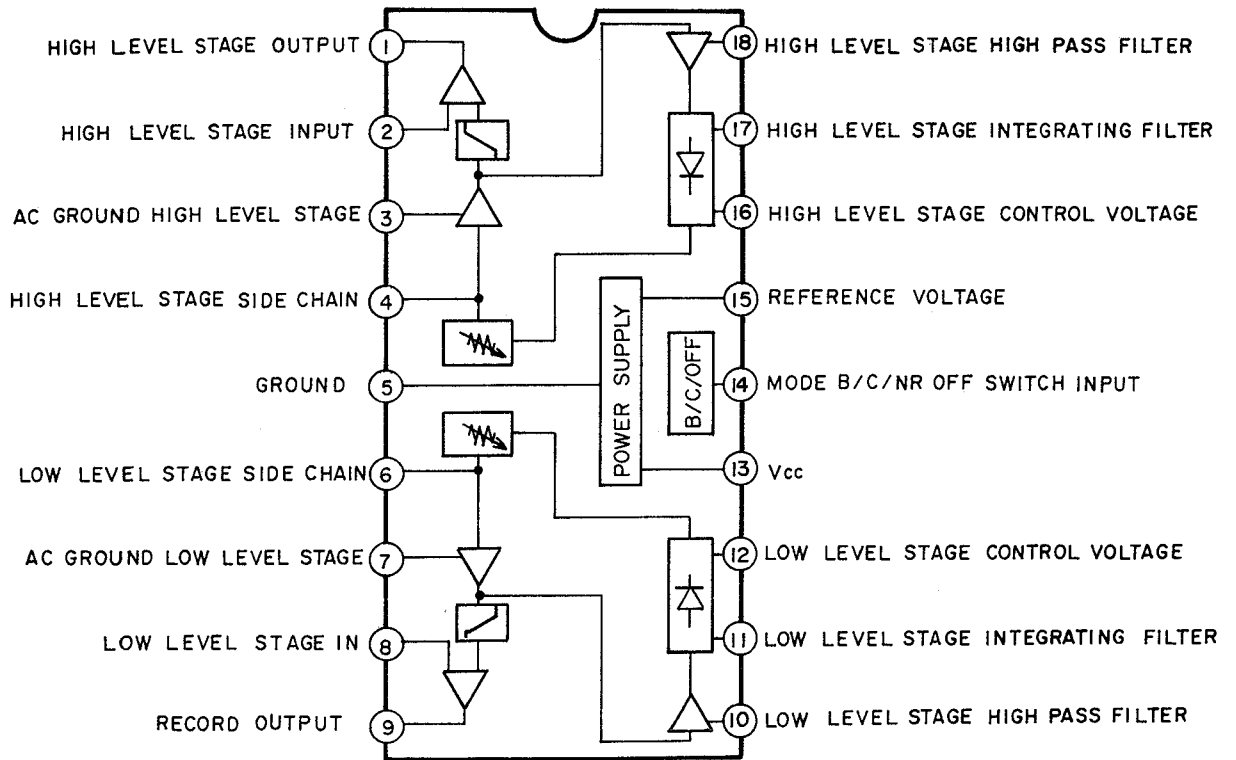 HIGH LEVEL STAGE OUTPUT 1
HIGH LEVEL STAGE INPUT 2
AC GROUND HIGH LEVEL STAGE 3
HIGH LEVEL STAGE SIDE CHAIN 4
GROUND 5
LOW LEVEL STAGE SIDE CHAIN 6
AC GROUND LOW LEVEL STAGE 7
LOW LEVEL STAGE IN 8
RECORD OUTPUT 9
POWER SUPPLY
B/C/OFF
18 HIGH LEVEL STAGE HIGH PASS FILTER
17 HIGH LEVEL STAGE INTEGRATING FILTER
16 HIGH LEVEL STAGE CONTROL VOLTAGE
15 REFERENCE VOLTAGE
14 MODE B/C/NR OFF SWITCH INPUT
13 Vcc
12 LOW LEVEL STAGE CONTROL VOLTAGE
11 LOW LEVEL STAGE INTEGRATING FILTER
10 LOW LEVEL STAGE HIGH PASS FILTER